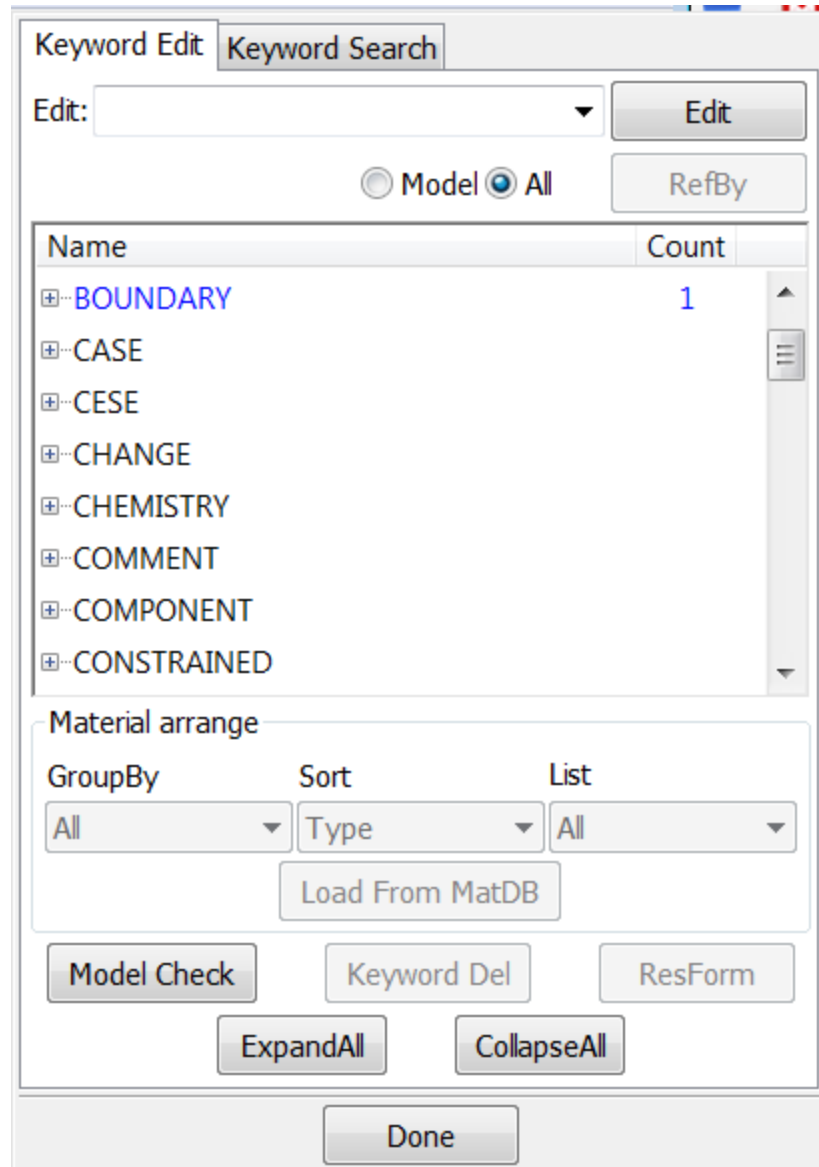 Keyword Edit Keyword Search
Edit: Edit
Model All RefBy
Name Count
BOUNDARY 1
CASE
CESE
CHANGE
CHEMISTRY
COMMENT
COMPONENT
CONSTRAINED
Material arrange
GroupBy Sort List
All Type All
Load From MatDB
Model Check Keyword Del ResForm
ExpandAll CollapseAll
Done